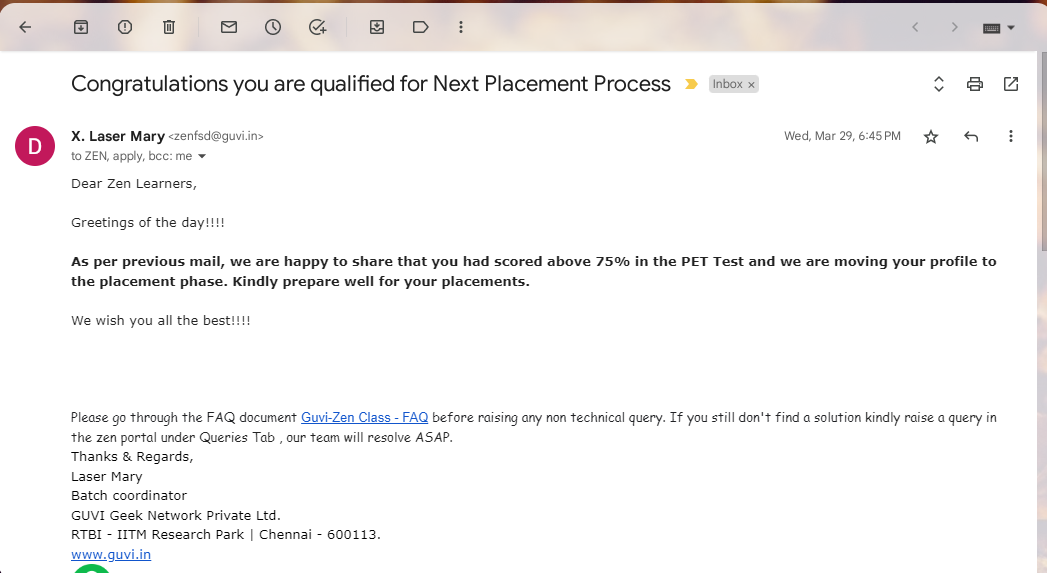 Congratulations you are qualified for Next Placement Process
Inbox ×
X. Laser Mary <zenfsd@guvi.in>
Wed, Mar 29, 6:45 PM
to ZEN, apply, bcc: me
D
Dear Zen Learners,
Greetings of the day!!!!
As per previous mail, we are happy to share that you had scored above 75% in the PET Test and we are moving your profile to
the placement phase. Kindly prepare well for your placements.
We wish you all the best!!!!
Please go through the FAQ document Guvi-Zen Class - FAQ before raising any non technical query. If you still don't find a solution kindly raise a query in
the zen portal under Queries Tab , our team will resolve ASAP.
Thanks & Regards,
Laser Mary
Batch coordinator
GUVI Geek Network Private Ltd.
RTBI - IITM Research Park | Chennai - 600113.
www.guvi.in